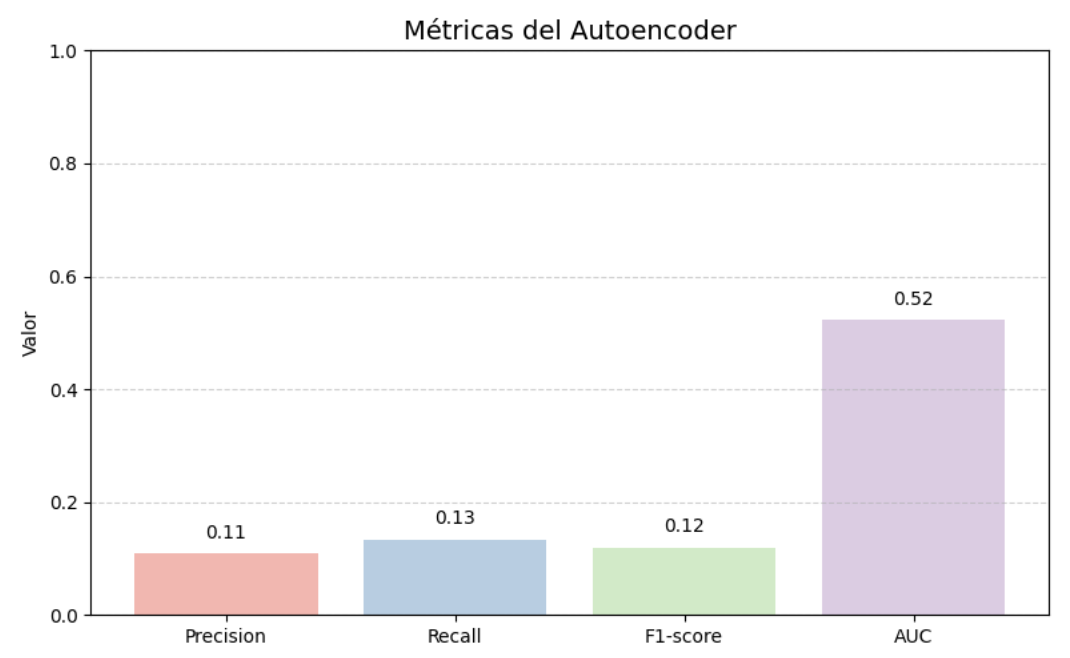 Métricas del Autoencoder
1.0
0.8
0.6
0.4
0.2
0.0
Valor
0.11
0.13
0.12
0.52
Precision
Recall
F1-score
AUC